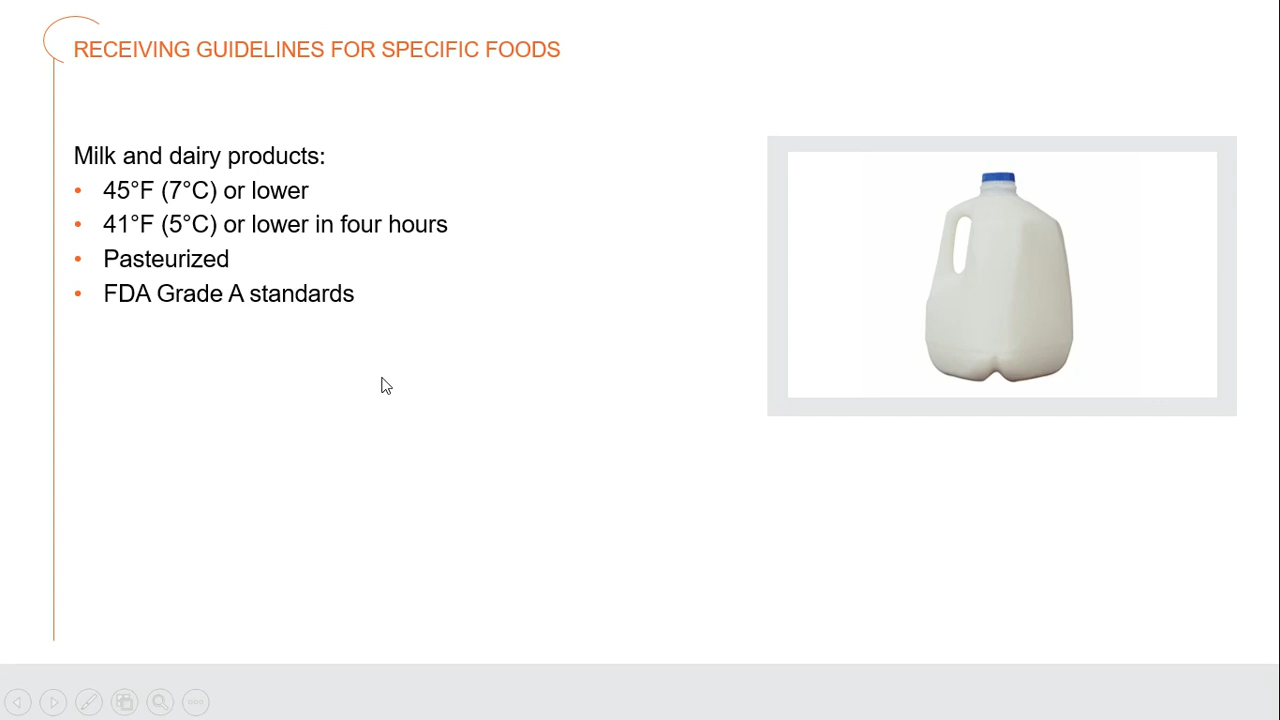 RECEIVING GUIDELINES FOR SPECIFIC FOODS
Milk and dairy products:
• 45°F (7°C) or lower
• 41°F (5°C) or lower in four hours
• Pasteurized
• FDA Grade A standards